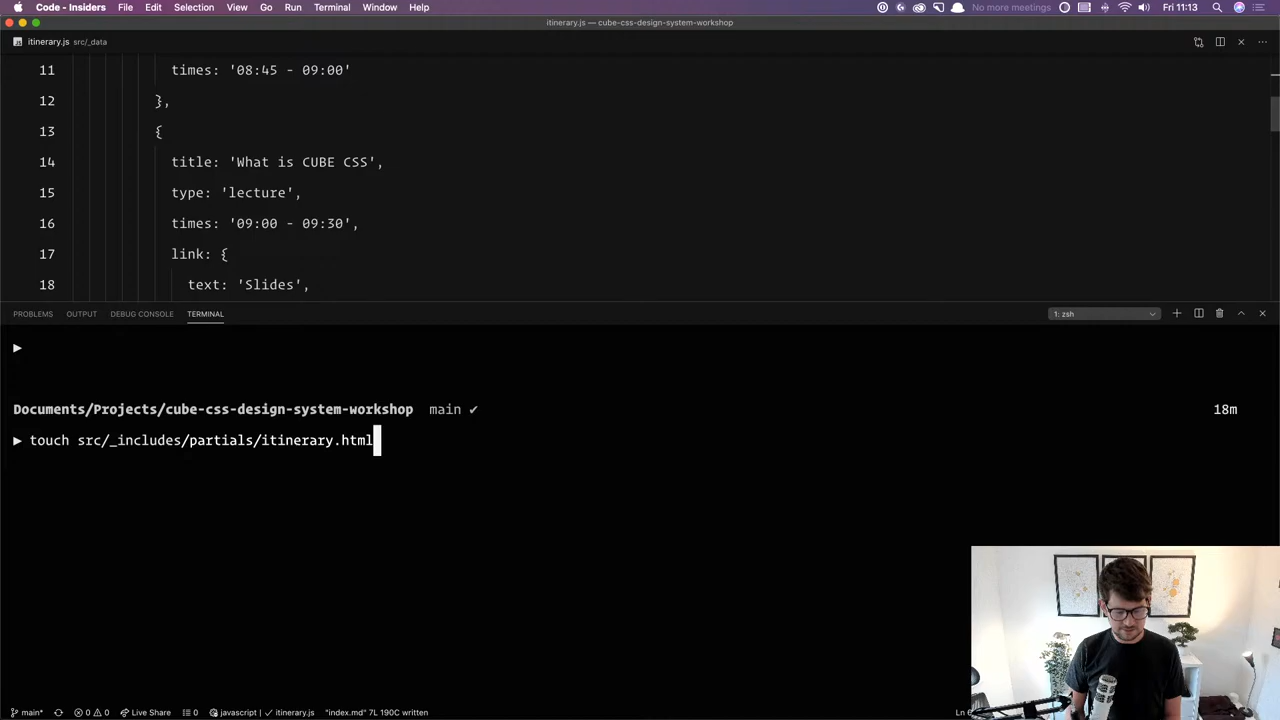 Code - Insiders File Edit Selection View Go Run Terminal Window Help No more meetings Fri 11:13
itinerary.js — cube-css-design-system-workshop
itinerary.js src/_data
11 times: '08:45 - 09:00'
12 },
13 {
14 title: 'What is CUBE CSS',
15 type: 'lecture',
16 times: '09:00 - 09:30',
17 link: {
18 text: 'Slides',
PROBLEMS OUTPUT DEBUG CONSOLE TERMINAL 1: zsh
Documents/Projects/cube-css-design-system-workshop main ✔ 18m
▶ touch src/_includes/partials/itinerary.html
main* 0 0 Live Share 0 javascript | ✓ itinerary.js "index.md" 7L 190C written